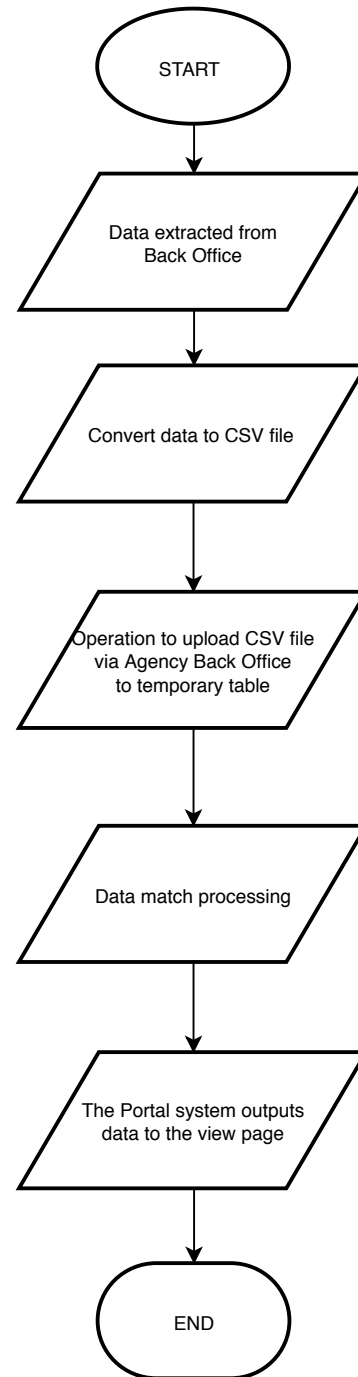 START
Data extracted from
Back Office
Convert data to CSV file
Operation to upload CSV file
via Agency Back Office
to temporary table
Data match processing
The Portal system outputs
data to the view page
END